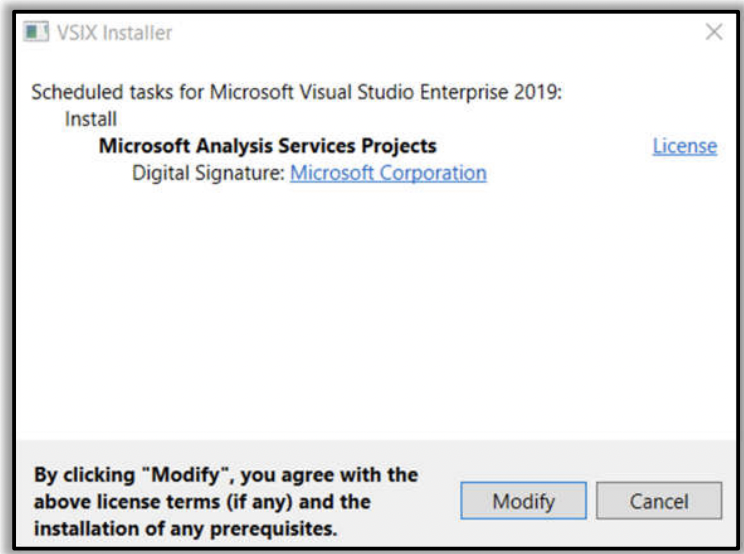 VSIX Installer
Scheduled tasks for Microsoft Visual Studio Enterprise 2019:
Install
Microsoft Analysis Services Projects License
Digital Signature: Microsoft Corporation
By clicking "Modify", you agree with the
above license terms (if any) and the
installation of any prerequisites.
Modify Cancel